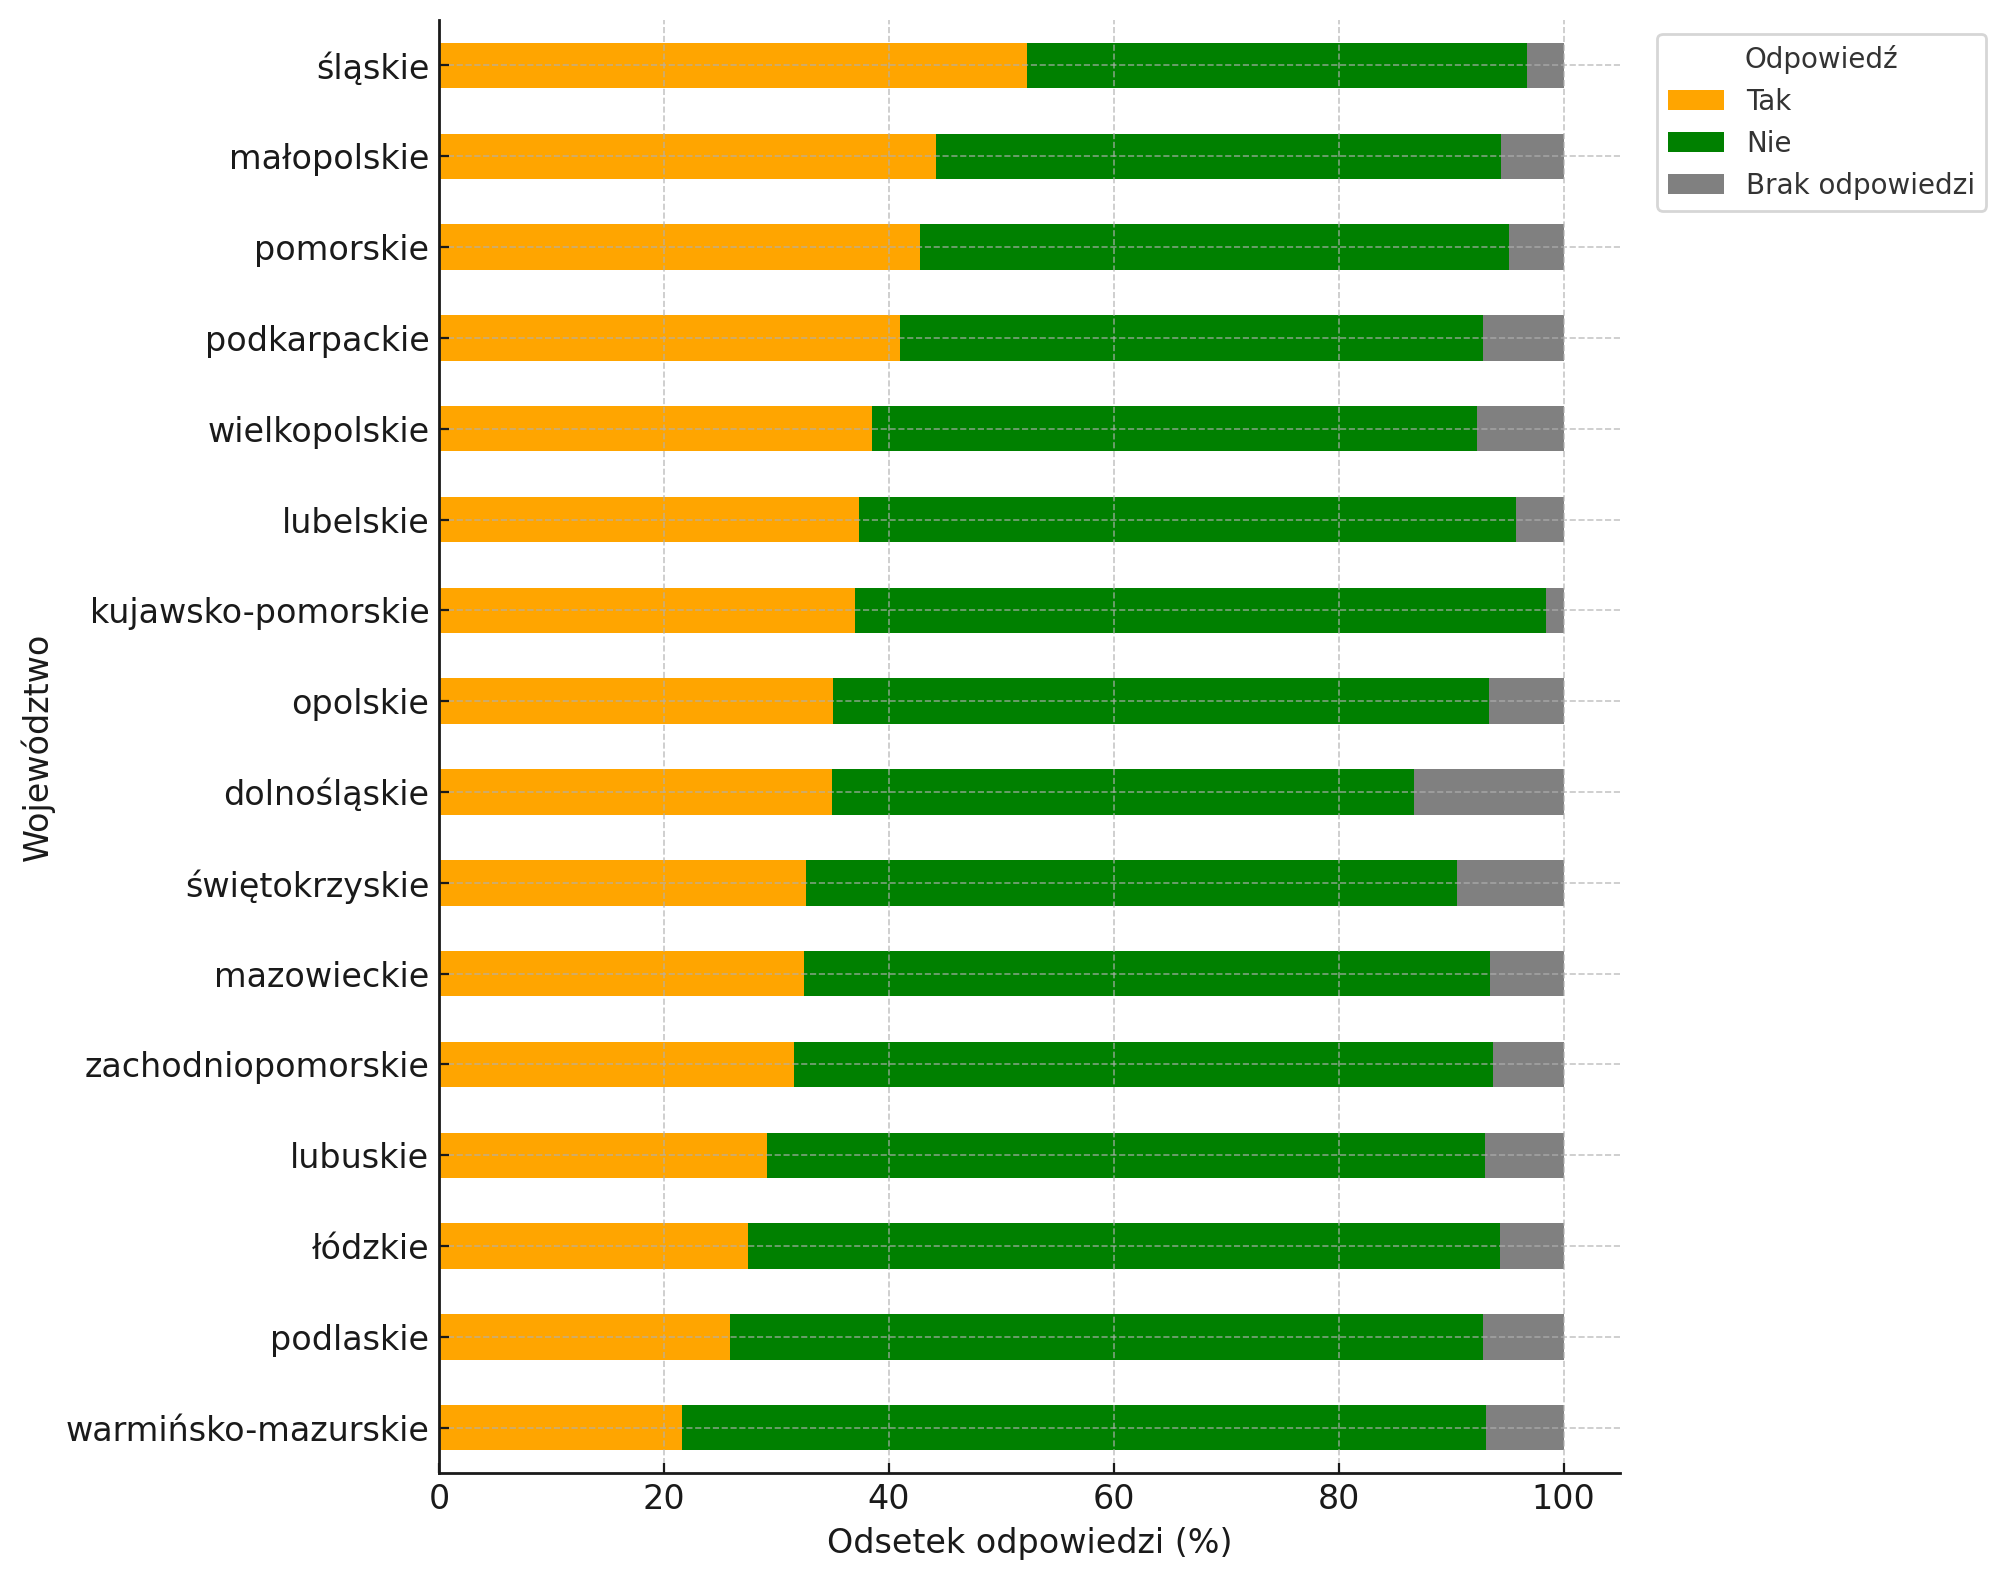 śląskie
małopolskie
pomorskie
podkarpackie
wielkopolskie
lubelskie
kujawsko-pomorskie
opolskie
dolnośląskie
świętokrzyskie
mazowieckie
zachodniopomorskie
lubuskie
łódzkie
podlaskie
warmińsko-mazurskie
Województwo
0 20 40 60 80 100
Odsetek odpowiedzi (%)
Odpowiedź
Tak
Nie
Brak odpowiedzi